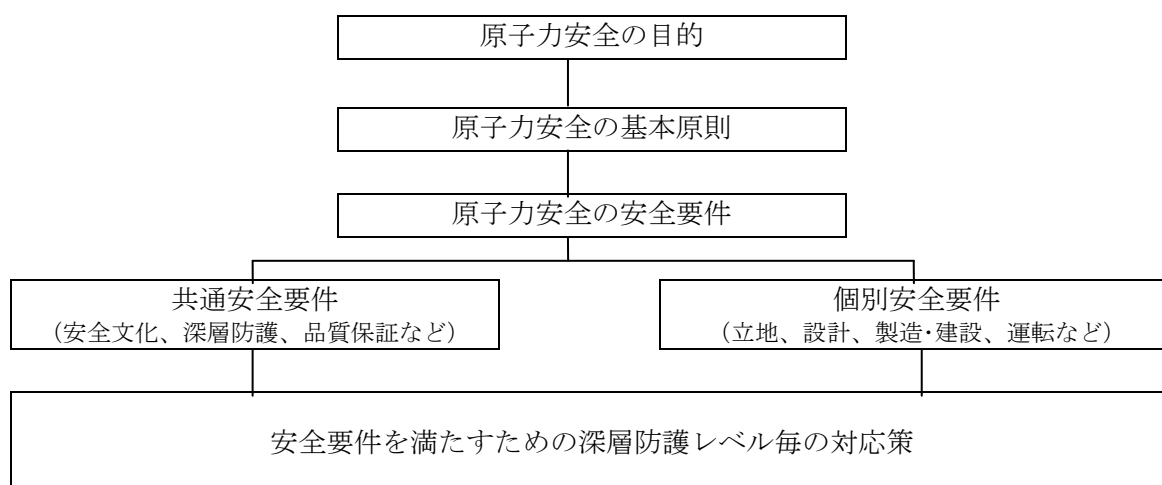 原子力安全の目的
原子力安全の基本原則
原子力安全の安全要件
共通安全要件
（安全文化、深層防護、品質保証など）
個別安全要件
（立地、設計、製造･建設、運転など）
安全要件を満たすための深層防護レベル毎の対応策